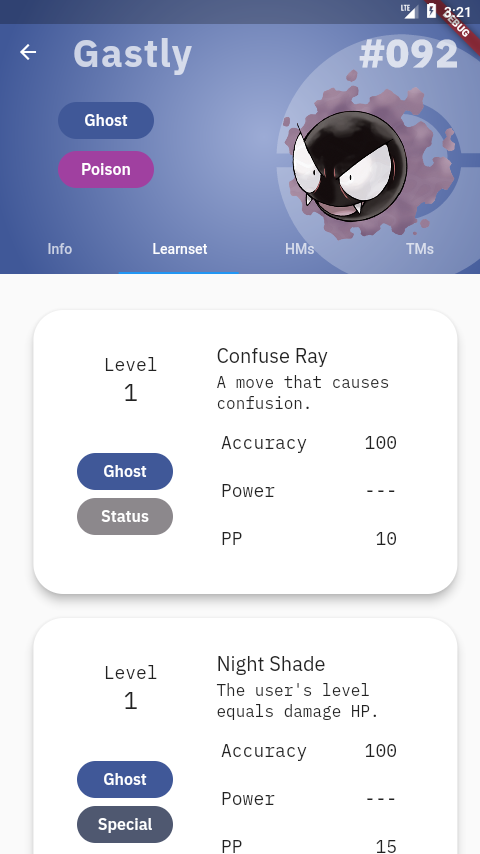 LTE 3:21
DEBUG
Gastly #092
Ghost
Poison
Info Learnset HMs TMs
Level
1
Confuse Ray
A move that causes
confusion.
Accuracy 100
Ghost
Power ---
Status
PP 10
Level
1
Night Shade
The user's level
equals damage HP.
Accuracy 100
Ghost
Power ---
Special
PP 15